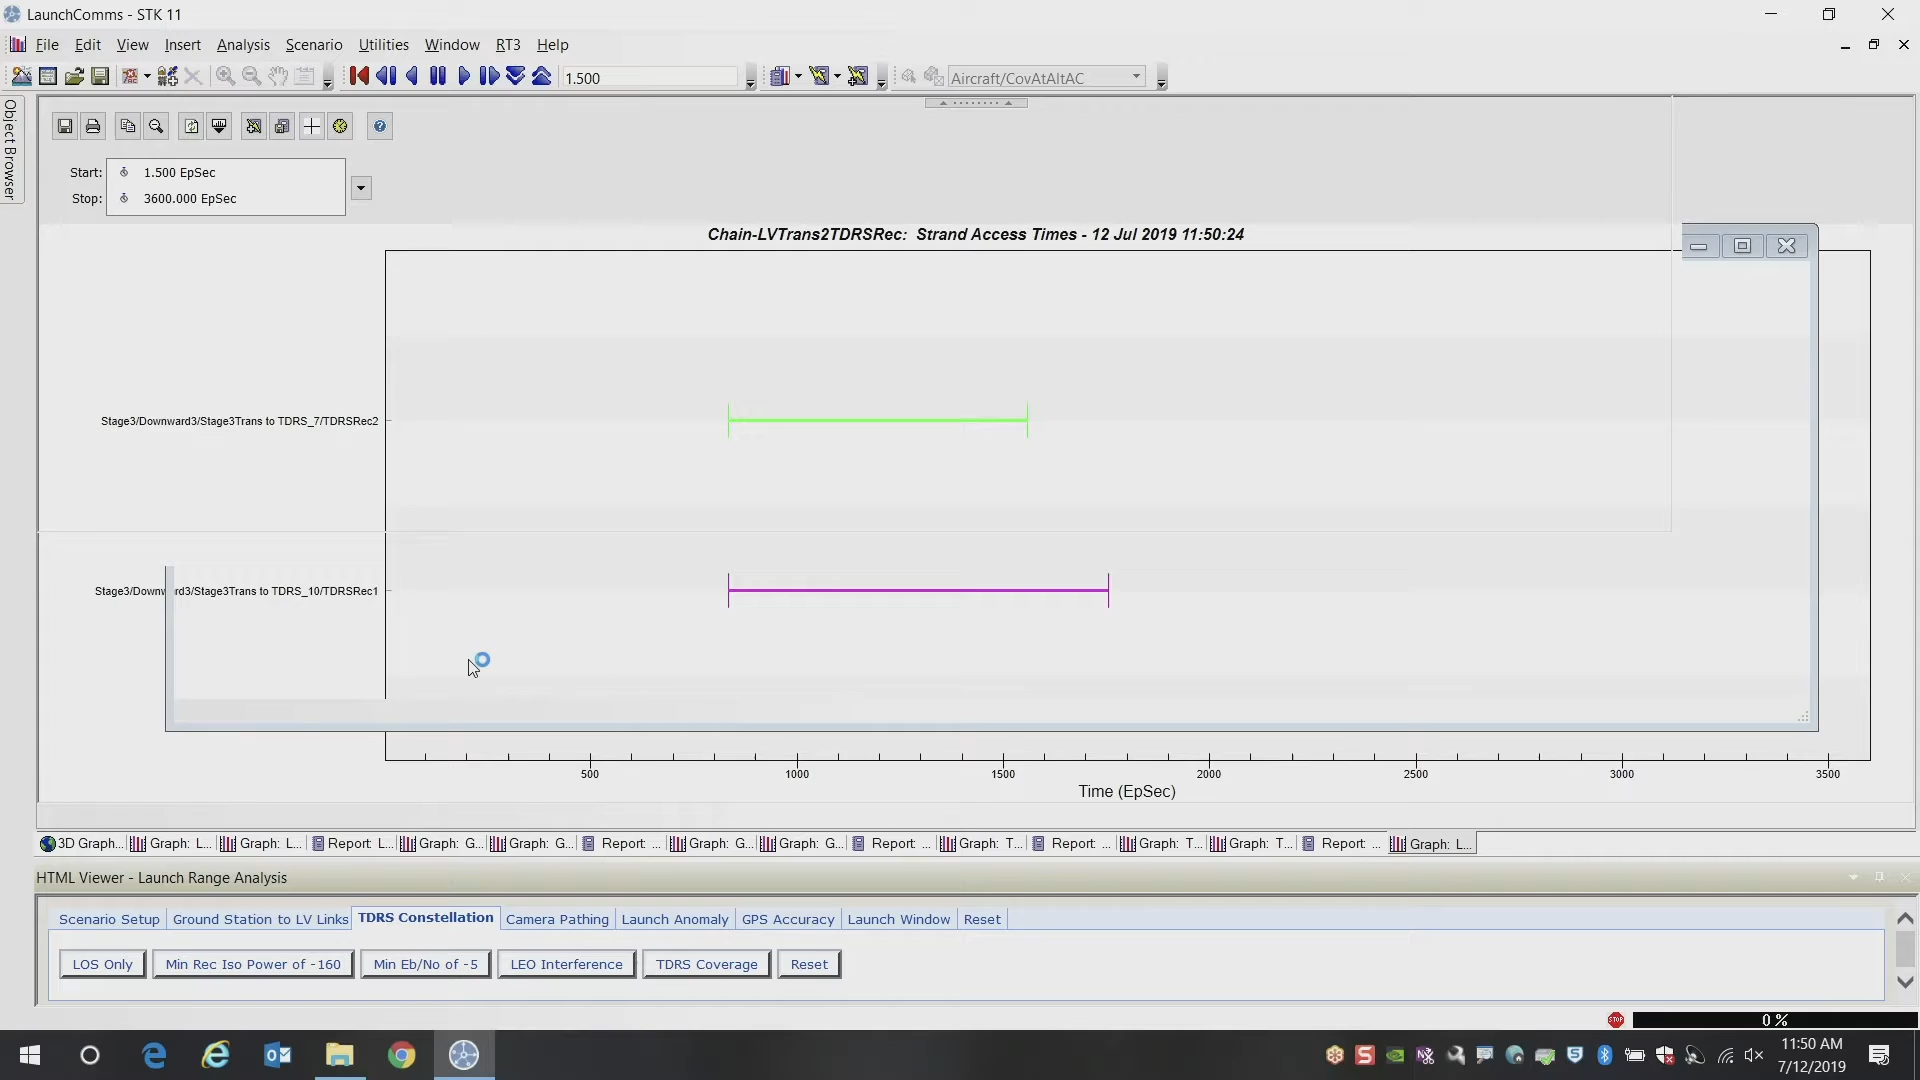 LaunchComms - STK 11
File Edit View Insert Analysis Scenario Utilities Window RT3 Help
1.500
Aircraft/CovAtAltAC
Object Browser
Start: 1.500 EpSec
Stop: 3600.000 EpSec
Chain-LVTrans2TDRSRec: Strand Access Times - 12 Jul 2019 11:50:24
Stage3/Downward3/Stage3Trans to TDRS_7/TDRSRec2
Stage3/Downward3/Stage3Trans to TDRS_10/TDRSRec1
500 1000 1500 2000 2500 3000 3500
Time (EpSec)
3D Graph... Graph: L... Graph: L... Report L... Graph: G... Graph: G... Report: ... Graph: G... Graph: G... Report: ... Graph: T... Report: ... Graph: T... Graph: T... Report: ... Graph: L...
HTML Viewer - Launch Range Analysis
Scenario Setup Ground Station to LV Links TDRS Constellation Camera Pathing Launch Anomaly GPS Accuracy Launch Window Reset
LOS Only Min Rec Iso Power of -160 Min Eb/No of -5 LEO Interference TDRS Coverage Reset
STOP 0 %
11:50 AM
7/12/2019